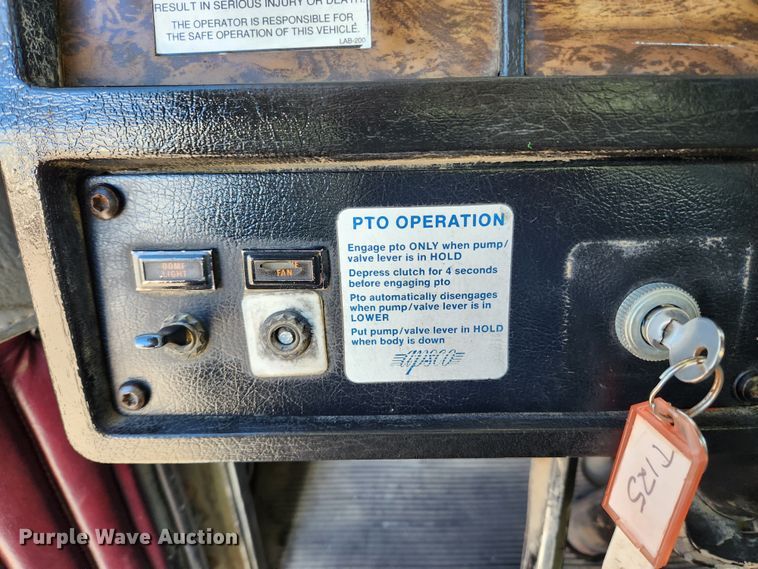 RESULT IN SERIOUS INJURY OR DEATH.
THE OPERATOR IS RESPONSIBLE FOR
THE SAFE OPERATION OF THIS VEHICLE.
LAB-200
DOME
LIGHT
FAN
PTO OPERATION
Engage pto ONLY when pump/
valve lever is in HOLD
Depress clutch for 4 seconds
before engaging pto
Pto automatically disengages
when pump/valve lever is in
LOWER
Put pump/valve lever in HOLD
when body is down
apsco
T125
Purple Wave Auction